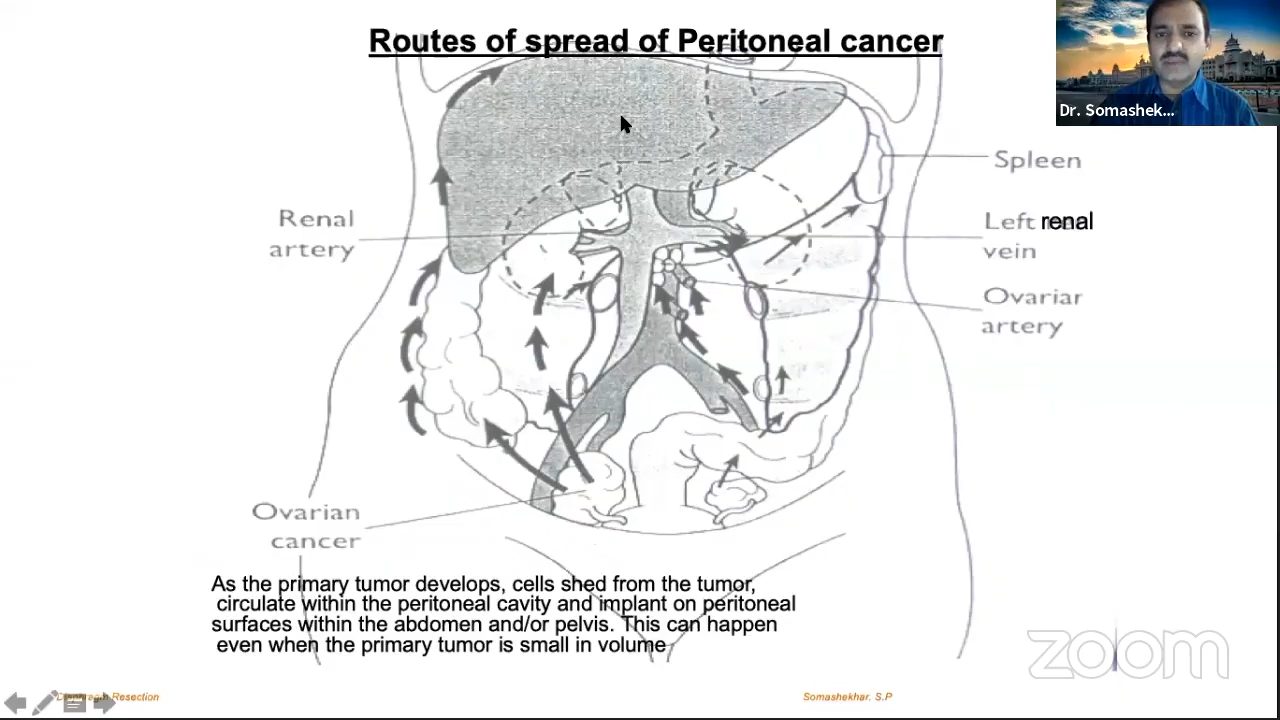 Routes of spread of Peritoneal cancer
Dr. Somashek...
Spleen
Renal
artery
Left renal
vein
Ovariar
artery
Ovarian
cancer
As the primary tumor develops, cells shed from the tumor,
circulate within the peritoneal cavity and implant on peritoneal
surfaces within the abdomen and/or pelvis. This can happen
even when the primary tumor is small in volume
zoom
Diaphragm Resection
Somashekhar. S.P